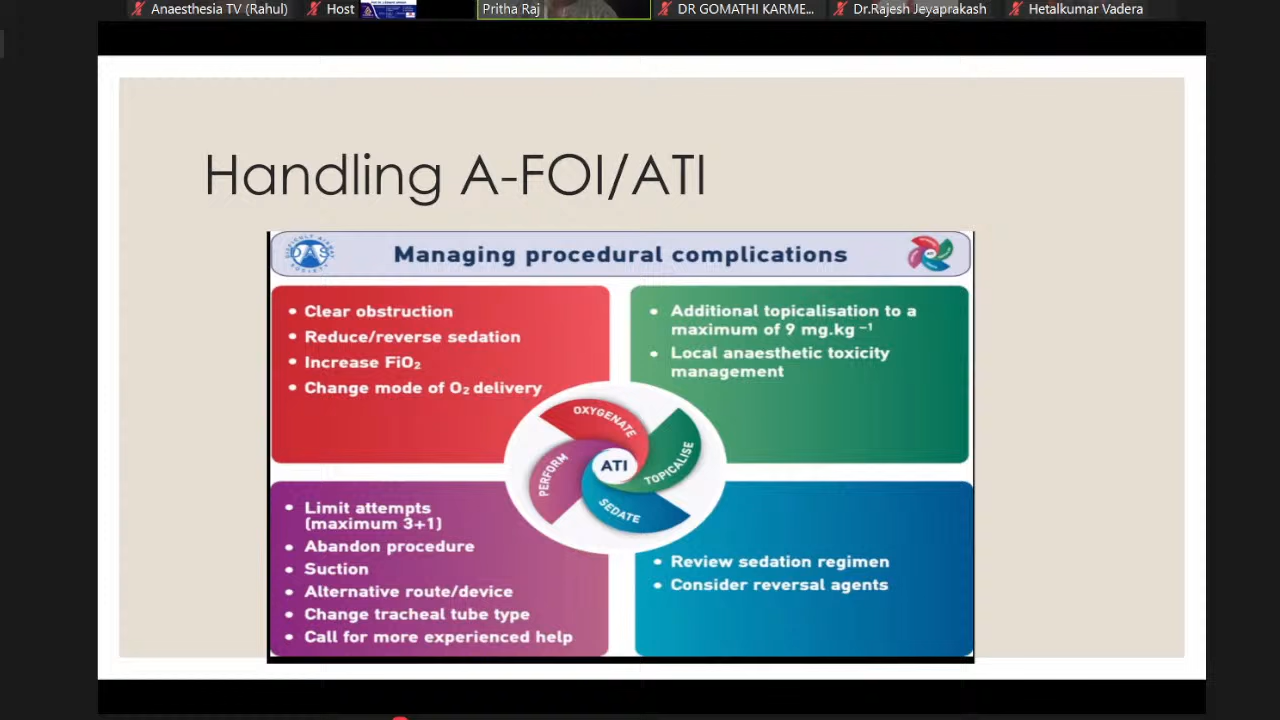 Anaesthesia TV (Rahul) Host Pritha Raj DR GOMATHI KARME... Dr.Rajesh Jeyaprakash Hetalkumar Vadera
Handling A-FOI/ATI
DAS
Managing procedural complications
• Clear obstruction
• Reduce/reverse sedation
• Increase FiO₂
• Change mode of O₂ delivery
• Additional topicalisation to a
maximum of 9 mg.kg ⁻¹
• Local anaesthetic toxicity
management
OXYGENATE
TOPICALISE
SEDATE
PERFORM
ATI
• Limit attempts
(maximum 3+1)
• Abandon procedure
• Suction
• Alternative route/device
• Change tracheal tube type
• Call for more experienced help
• Review sedation regimen
• Consider reversal agents